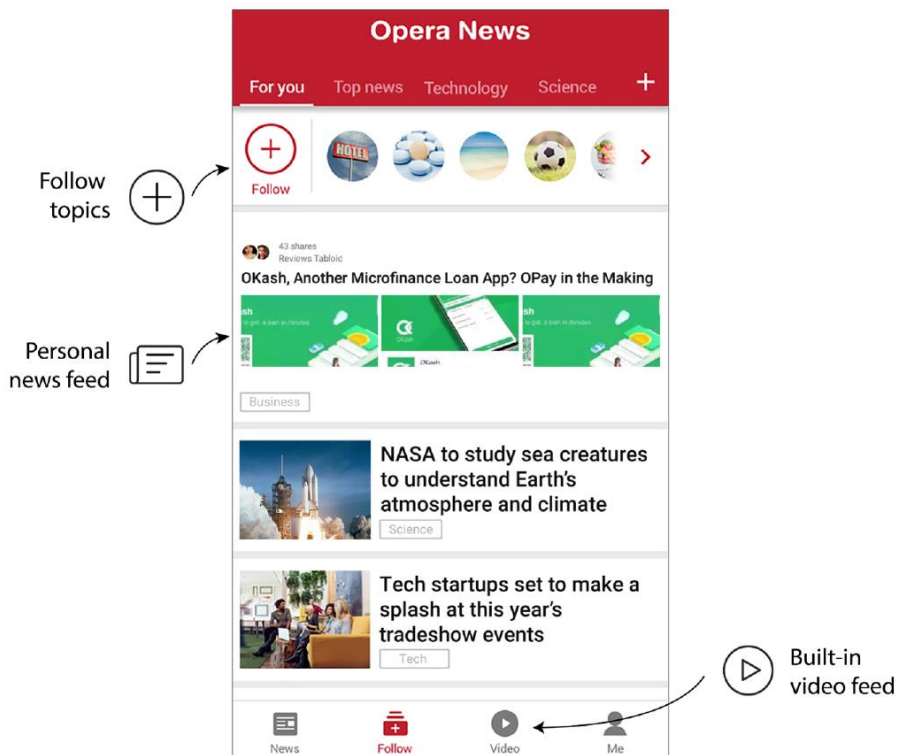 Opera News
For you Top news Technology Science
HOTEL
Follow
Follow
topics
43 shares
Reviews Tabloid
OKash, Another Microfinance Loan App? OPay in the Making
Personal
news feed
OKash
OKash
Business
NASA to study sea creatures
to understand Earth's
atmosphere and climate
Science
Tech startups set to make a
splash at this year's
tradeshow events
Tech
Built-in
video feed
News Follow Video Me